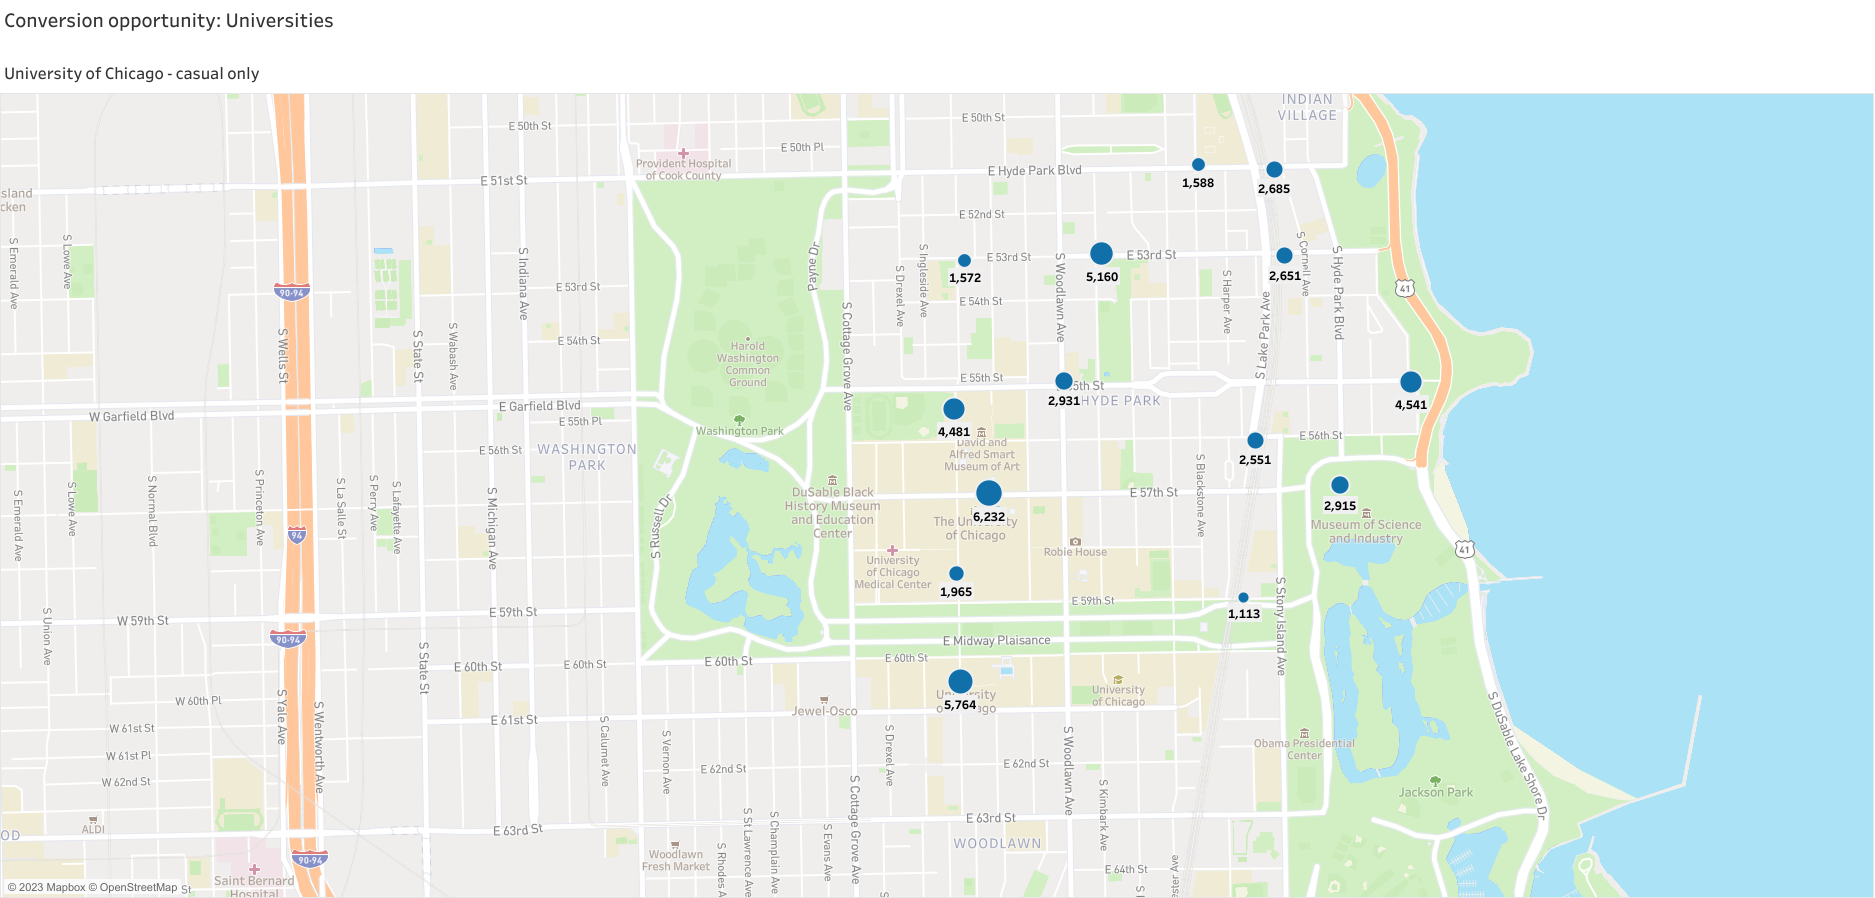 Conversion opportunity: Universities
University of Chicago - casual only
INDIAN
VILLAGE
E 50th St
E 50th St
E 50th Pl
Provident Hospital
of Cook County
E 51st St
E Hyde Park Blvd
1,588
2,685
sland
cken
E 52nd St
S Emerald Ave
S Lowe Ave
S Indiana Ave
Payne Dr
S Ingleside Ave
S Drexel Ave
E 53rd St
1,572
S Woodlawn Ave
5,160
E 53rd St
S Cornell Ave
2,651
S Hyde Park Blvd
S Harper Ave
90-94
E 53rd St
41
E 54th St
S Wells St
S State St
S Wabash Ave
E 54th St
Harold
Washington
Common
Ground
S Cottage Grove Ave
S Lake Park Ave
E 55th St
55th St
2,931
HYDE PARK
4,541
W Garfield Blvd
E Garfield Blvd
E 55th Pl
Washington Park
4,481
David and
Alfred Smart
Museum of Art
E 56th St
2,551
E 56th St
WASHINGTON
PARK
S Emerald Ave
S Lowe Ave
S Normal Blvd
S Princeton Ave
S La Salle St
S Perry Ave
S Lafayette Ave
S Michigan Ave
S Russell Dr
DuSable Black
History Museum
and Education
Center
6,232
The University
of Chicago
E 57th St
S Blackstone Ave
2,915
Museum of Science
and Industry
94
41
Robie House
University
of Chicago
Medical Center
1,965
E 59th St
1,113
S Stony Island Ave
W 59th St
E 59th St
S Union Ave
90-94
E Midway Plaisance
S State St
E 60th St
E 60th St
E 60th St
E 60th St
W 60th Pl
S Yale Ave
S Wentworth Ave
University
of Chicago
5,764
University
of Chicago
Jewel-Osco
W 61st St
E 61st St
S Calumet Ave
S Vernon Ave
S Drexel Ave
S Woodlawn Ave
Obama Presidential
Center
S DuSable Lake Shore Dr
W 61st Pl
W 62nd St
E 62nd St
E 62nd St
S Cottage Grove Ave
S Kimbark Ave
Jackson Park
OD
ALDI
E 63rd St
E 63rd St
S St Lawrence Ave
S Champlain Ave
S Evans Ave
S Rhodes A
WOODLAWN
Woodlawn
Fresh Market
E 64th St
90-94
Saint Bernard
Hospital
© 2023 Mapbox © OpenStreetMap
St